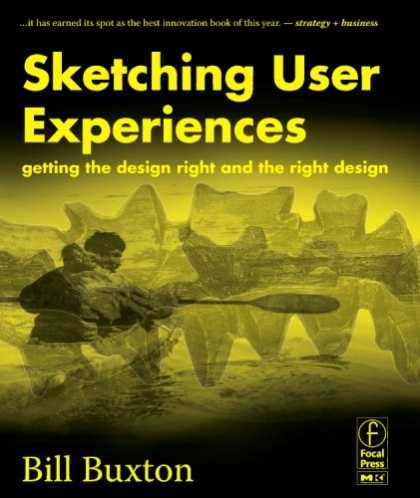 ...it has earned its spot as the best innovation book of this year. — strategy + business
Sketching User
Experiences
getting the design right and the right design
f
Focal
Press
M<
Bill Buxton